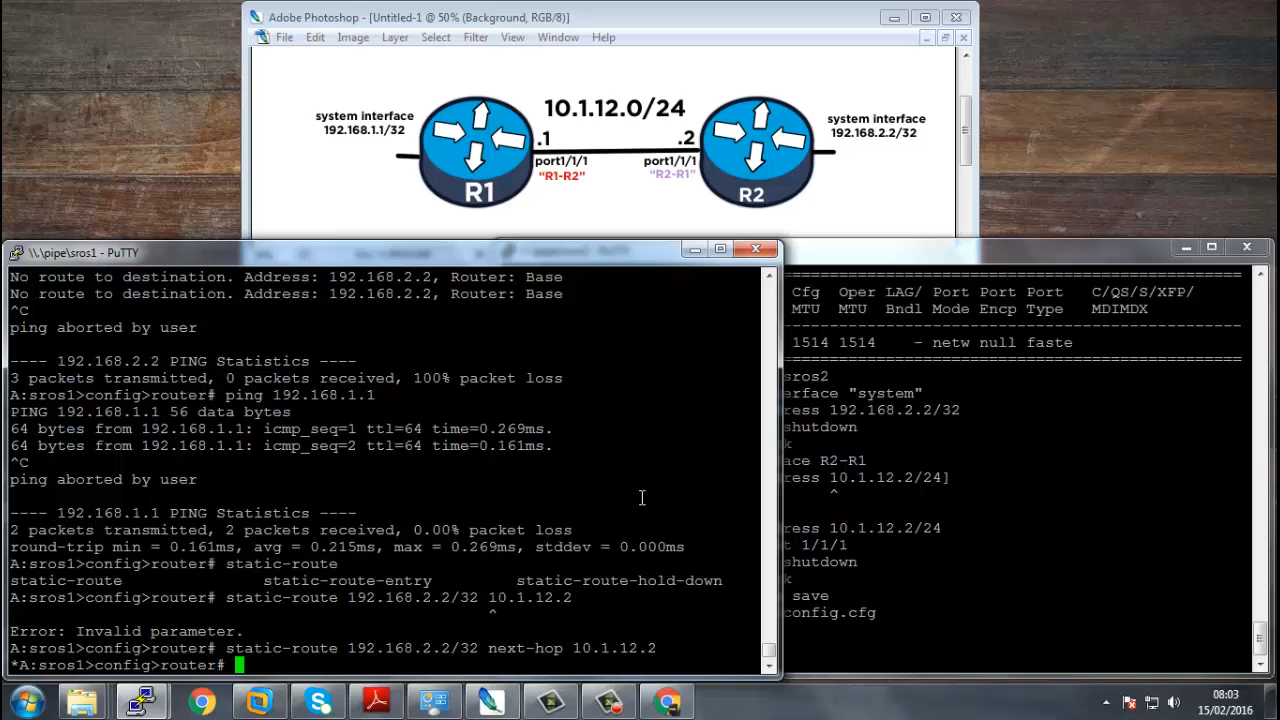 Adobe Photoshop - [Untitled-1 @ 50% (Background, RGB/8)]
File Edit Image Layer Select Filter View Window Help
system interface
192.168.1.1/32
10.1.12.0/24
system interface
192.168.2.2/32
.1
.2
port1/1/1
"R1-R2"
port1/1/1
"R2-R1"
R1
R2
\\.\pipe\sros1 - PuTTY
No route to destination. Address: 192.168.2.2, Router: Base
No route to destination. Address: 192.168.2.2, Router: Base
^C
ping aborted by user
---- 192.168.2.2 PING Statistics ----
3 packets transmitted, 0 packets received, 100% packet loss
A:sros1>config>router# ping 192.168.1.1
PING 192.168.1.1 56 data bytes
64 bytes from 192.168.1.1: icmp_seq=1 ttl=64 time=0.269ms.
64 bytes from 192.168.1.1: icmp_seq=2 ttl=64 time=0.161ms.
^C
ping aborted by user
---- 192.168.1.1 PING Statistics ----
2 packets transmitted, 2 packets received, 0.00% packet loss
round-trip min = 0.161ms, avg = 0.215ms, max = 0.269ms, stddev = 0.000ms
A:sros1>config>router# static-route
static-route static-route-entry static-route-hold-down
A:sros1>config>router# static-route 192.168.2.2/32 10.1.12.2
^
Error: Invalid parameter.
A:sros1>config>router# static-route 192.168.2.2/32 next-hop 10.1.12.2
*A:sros1>config>router#
================================================
Cfg Oper LAG/ Port Port Port C/QS/S/XFP/
MTU MTU Bndl Mode Encp Type MDIMDX
------------------------------------------------
1514 1514 - netw null faste
================================================
sros2
erface "system"
ress 192.168.2.2/32
shutdown
k
ace R2-R1
ress 10.1.12.2/24]
^
ress 10.1.12.2/24
t 1/1/1
shutdown
k
save
config.cfg
08:03
15/02/2016